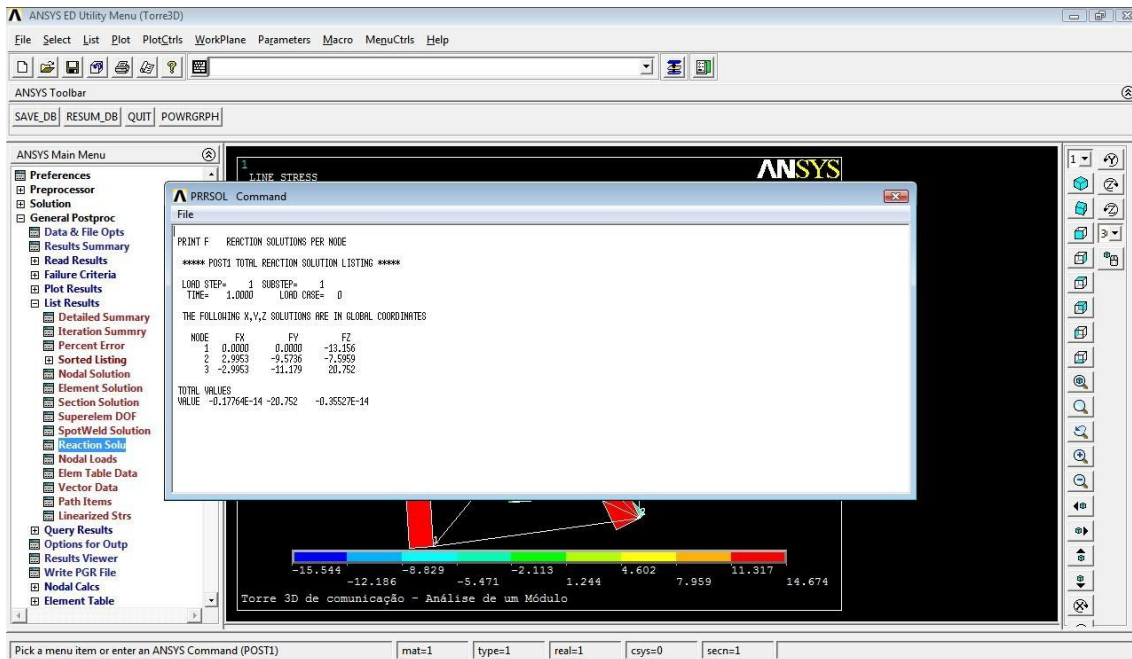 ANSYS ED Utility Menu (Torre3D)
File Select List Plot PlotCtrls WorkPlane Parameters Macro MenuCtrls Help
ANSYS Toolbar
SAVE_DB RESUM_DB QUIT POWRGRPH
ANSYS Main Menu
Preferences
Preprocessor
Solution
General Postproc
Data & File Opts
Results Summary
Read Results
Failure Criteria
Plot Results
List Results
Detailed Summary
Iteration Summry
Percent Error
Sorted Listing
Nodal Solution
Element Solution
Section Solution
Superelem DOF
SpotWeld Solution
Reaction Solu
Nodal Loads
Elem Table Data
Vector Data
Path Items
Linearized Strs
Query Results
Options for Outp
Results Viewer
Write PGR File
Nodal Calcs
Element Table
1
LINE STRESS
ANSYS
PRRSOL Command
File
PRINT F REACTION SOLUTIONS PER NODE
***** POST1 TOTAL REACTION SOLUTION LISTING *****
LOAD STEP= 1 SUBSTEP= 1
TIME= 1.0000 LOAD CASE= 0
THE FOLLOWING X,Y,Z SOLUTIONS ARE IN GLOBAL COORDINATES
NODE FX FY FZ
1 0.0000 0.0000 -13.156
2 2.9953 -9.5736 -7.5959
3 -2.9953 -11.179 20.752
TOTAL VALUES
VALUE -0.17764E-14 -20.752 -0.35527E-14
1
2
-15.544 -8.829 -2.113 4.602 11.317
-12.186 -5.471 1.244 7.959 14.674
Torre 3D de comunicação - Análise de um Módulo
1
Pick a menu item or enter an ANSYS Command (POST1) mat=1 type=1 real=1 csys=0 secn=1